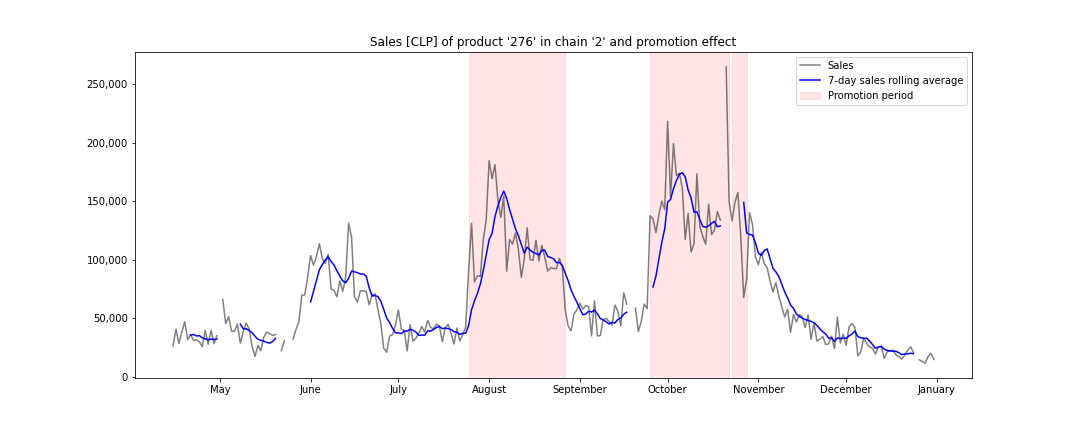 Sales [CLP] of product '276' in chain '2' and promotion effect
Sales
7-day sales rolling average
Promotion period
250,000
200,000
150,000
100,000
50,000
0
May June July August September October November December January